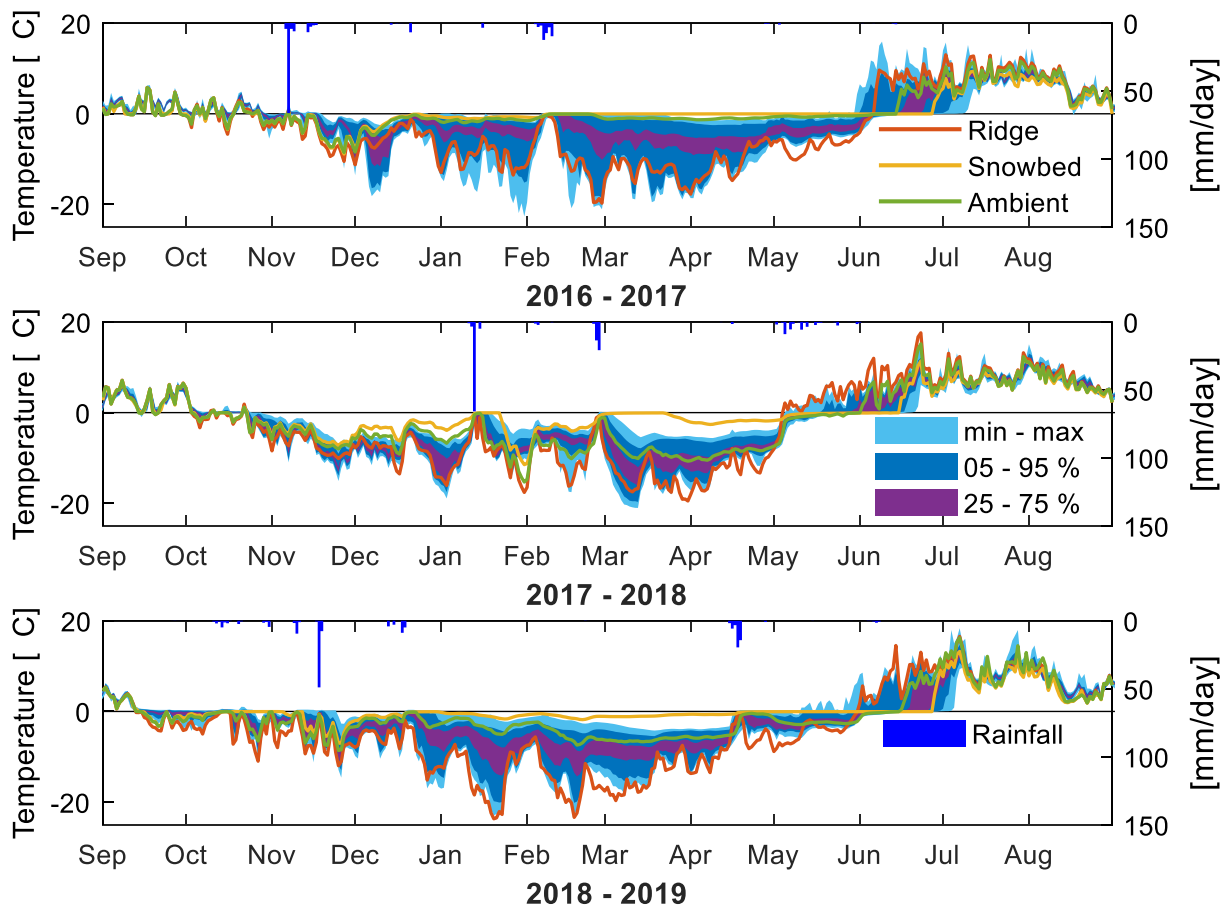 20 0
Temperature [ C] [mm/day]
0 50
Ridge
Snowbed
Ambient
100
-20
150
Sep Oct Nov Dec Jan Feb Mar Apr May Jun Jul Aug
2016 - 2017
20 0
Temperature [ C] [mm/day]
0 50
min - max
05 - 95 %
25 - 75 %
100
-20
150
Sep Oct Nov Dec Jan Feb Mar Apr May Jun Jul Aug
2017 - 2018
20 0
Temperature [ C] [mm/day]
0 50
Rainfall
100
-20
150
Sep Oct Nov Dec Jan Feb Mar Apr May Jun Jul Aug
2018 - 2019